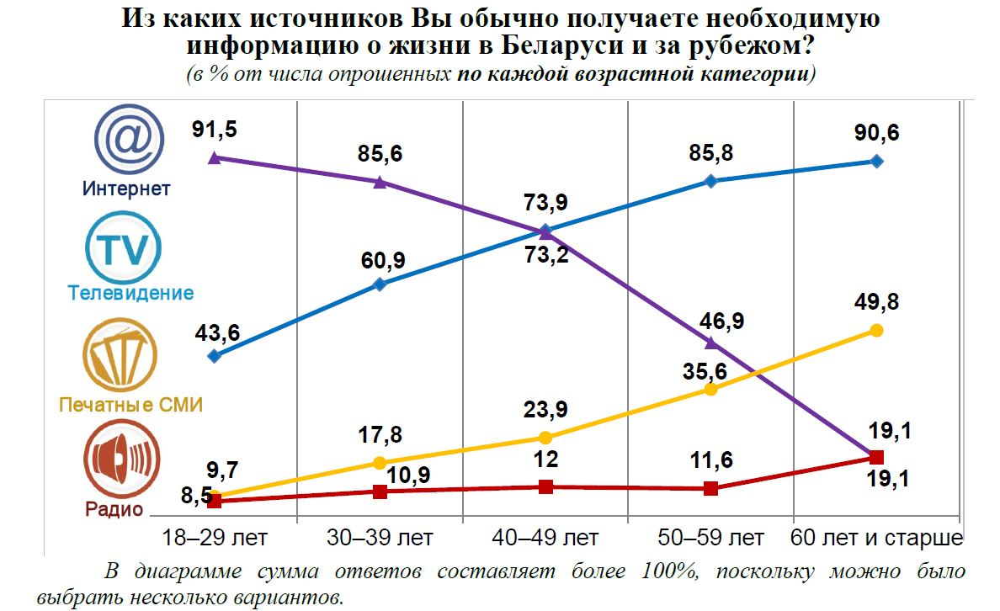 Из каких источников Вы обычно получаете необходимую
информацию о жизни в Беларуси и за рубежом?
(в % от числа опрошенных по каждой возрастной категории)
@
Интернет
TV
Телевидение
Печатные СМИ
Радио
91,5
85,6
73,9
85,8
90,6
73,2
60,9
43,6
46,9
49,8
35,6
23,9
17,8
9,7
8,5
10,9
12
11,6
19,1
19,1
18–29 лет
30–39 лет
40–49 лет
50–59 лет
60 лет и старше
В диаграмме сумма ответов составляет более 100%, поскольку можно было
выбрать несколько вариантов.